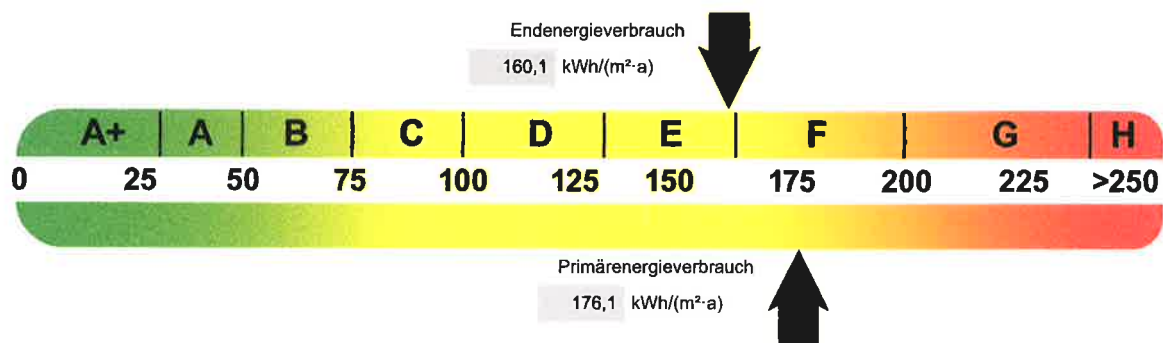 Endenergieverbrauch
160,1 kWh/(m²·a)
A+ A B C D E F G H
0 25 50 75 100 125 150 175 200 225 >250
Primärenergieverbrauch
176,1 kWh/(m²·a)